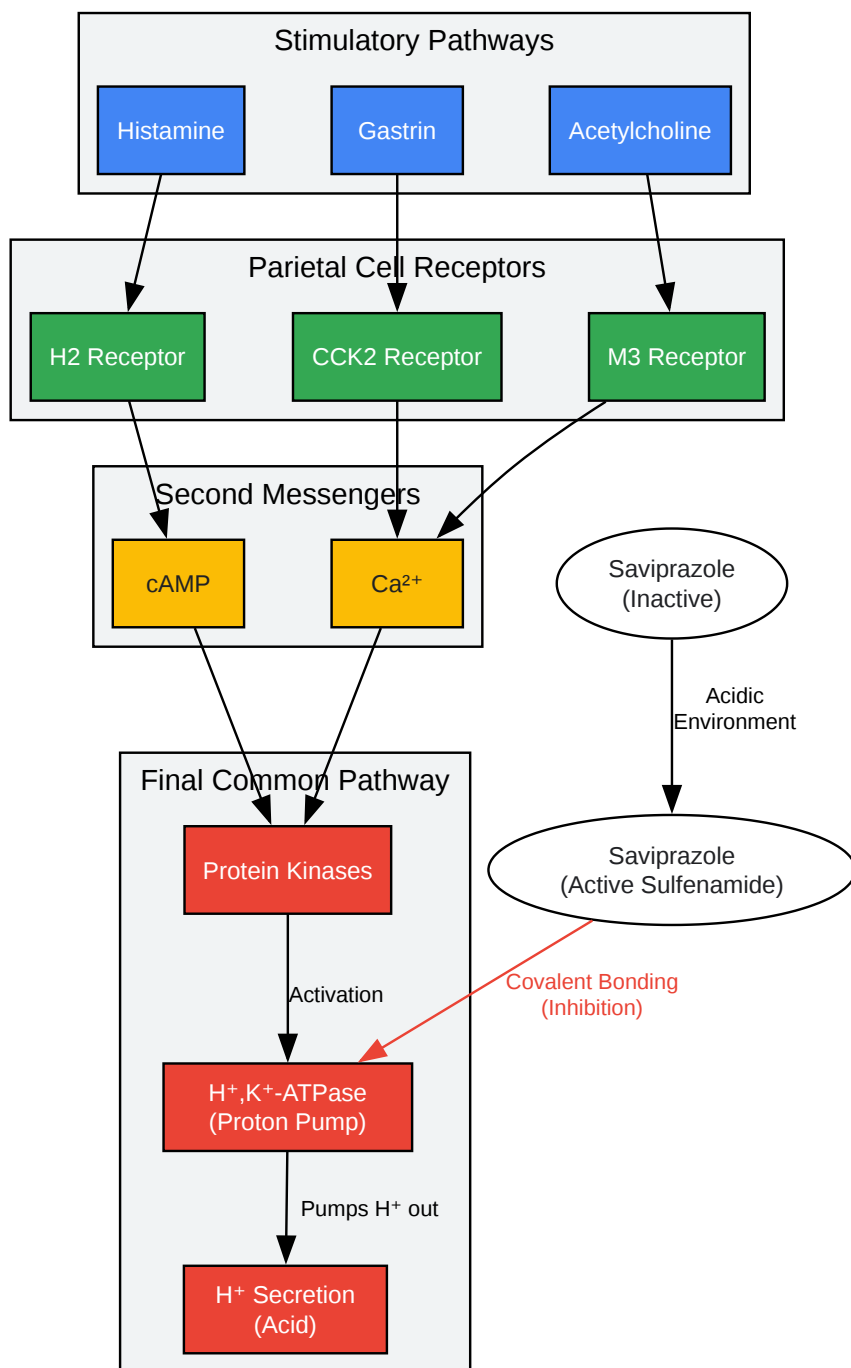 Stimulatory Pathways
Histamine
Gastrin
Acetylcholine
Parietal Cell Receptors
H2 Receptor
CCK2 Receptor
M3 Receptor
Second Messengers
cAMP
Ca²⁺
Saviprazole
(Inactive)
Acidic
Environment
Final Common Pathway
Protein Kinases
Saviprazole
(Active Sulfenamide)
Activation
Covalent Bonding
(Inhibition)
H⁺,K⁺-ATPase
(Proton Pump)
Pumps H⁺ out
H⁺ Secretion
(Acid)